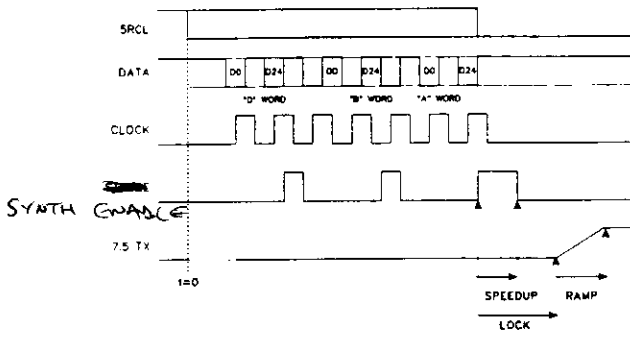 SRCL
DATA
D0 D24 D0 D24 D0 D24
"D" WORD "B" WORD "A" WORD
CLOCK
SYNTH ENABLE
7.5 TX
t=0
SPEEDUP RAMP
LOCK